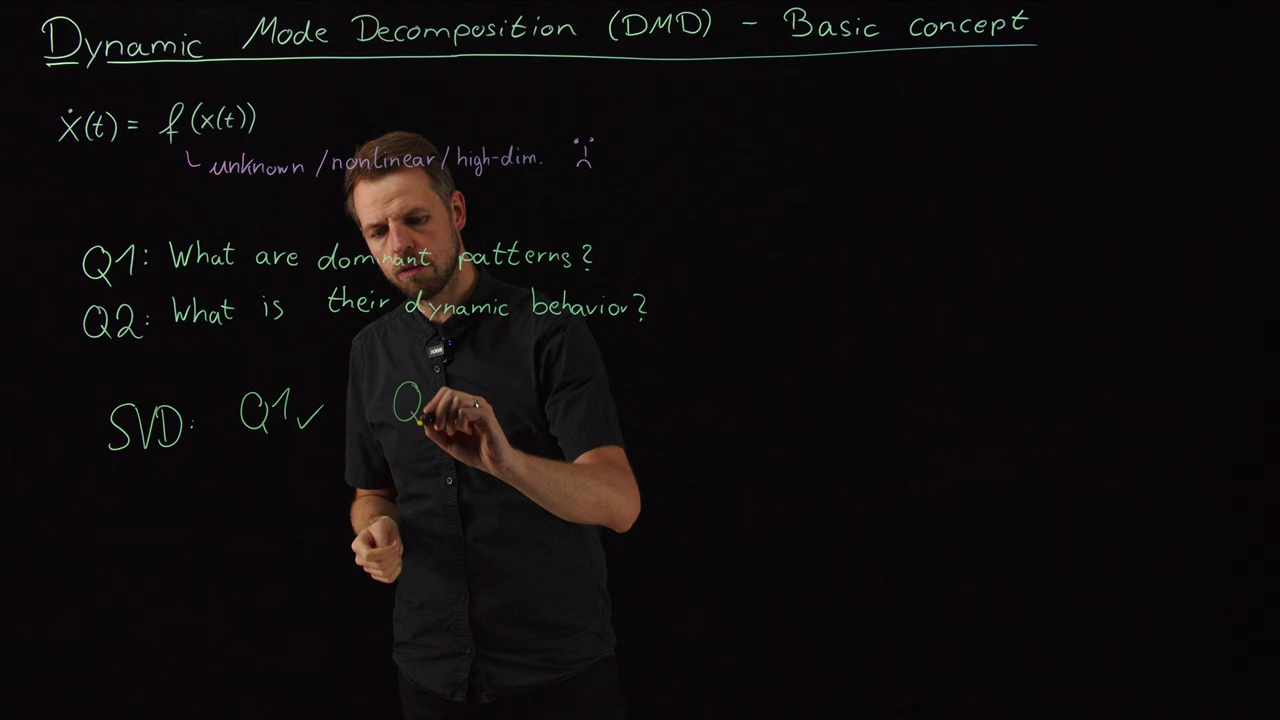 Dynamic Mode Decomposition (DMD) - Basic concept
ẋ(t) = f(x(t))
unknown/nonlinear/high-dim.
Q1: What are dominant patterns?
Q2: What is their dynamic behavior?
SVD: Q1✓ Q